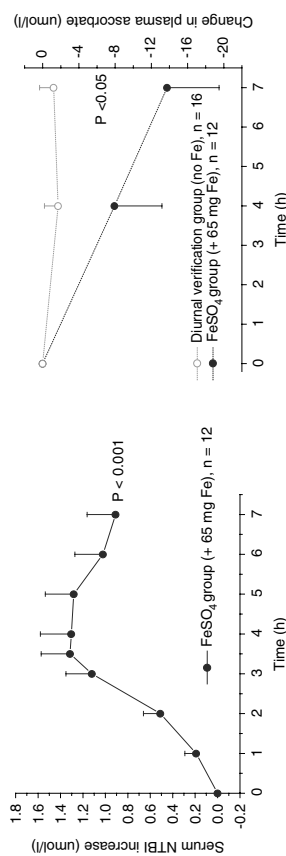 1.8
1.6
1.4
1.2
1.0
0.8
0.6
0.4
0.2
0.0
-0.2
Serum NTBI increase (umol/l)
P < 0.001
FeSO4 group (+ 65 mg Fe), n = 12
0 1 2 3 4 5 6 7
Time (h)
0
-4
-8
-12
-16
-20
Change in plasma ascorbate
(umol/l)
P <0.05
Diurnal verification group (no Fe), n = 16
FeSO4 group (+ 65 mg Fe), n = 12
0 1 2 3 4 5 6 7
Time (h)